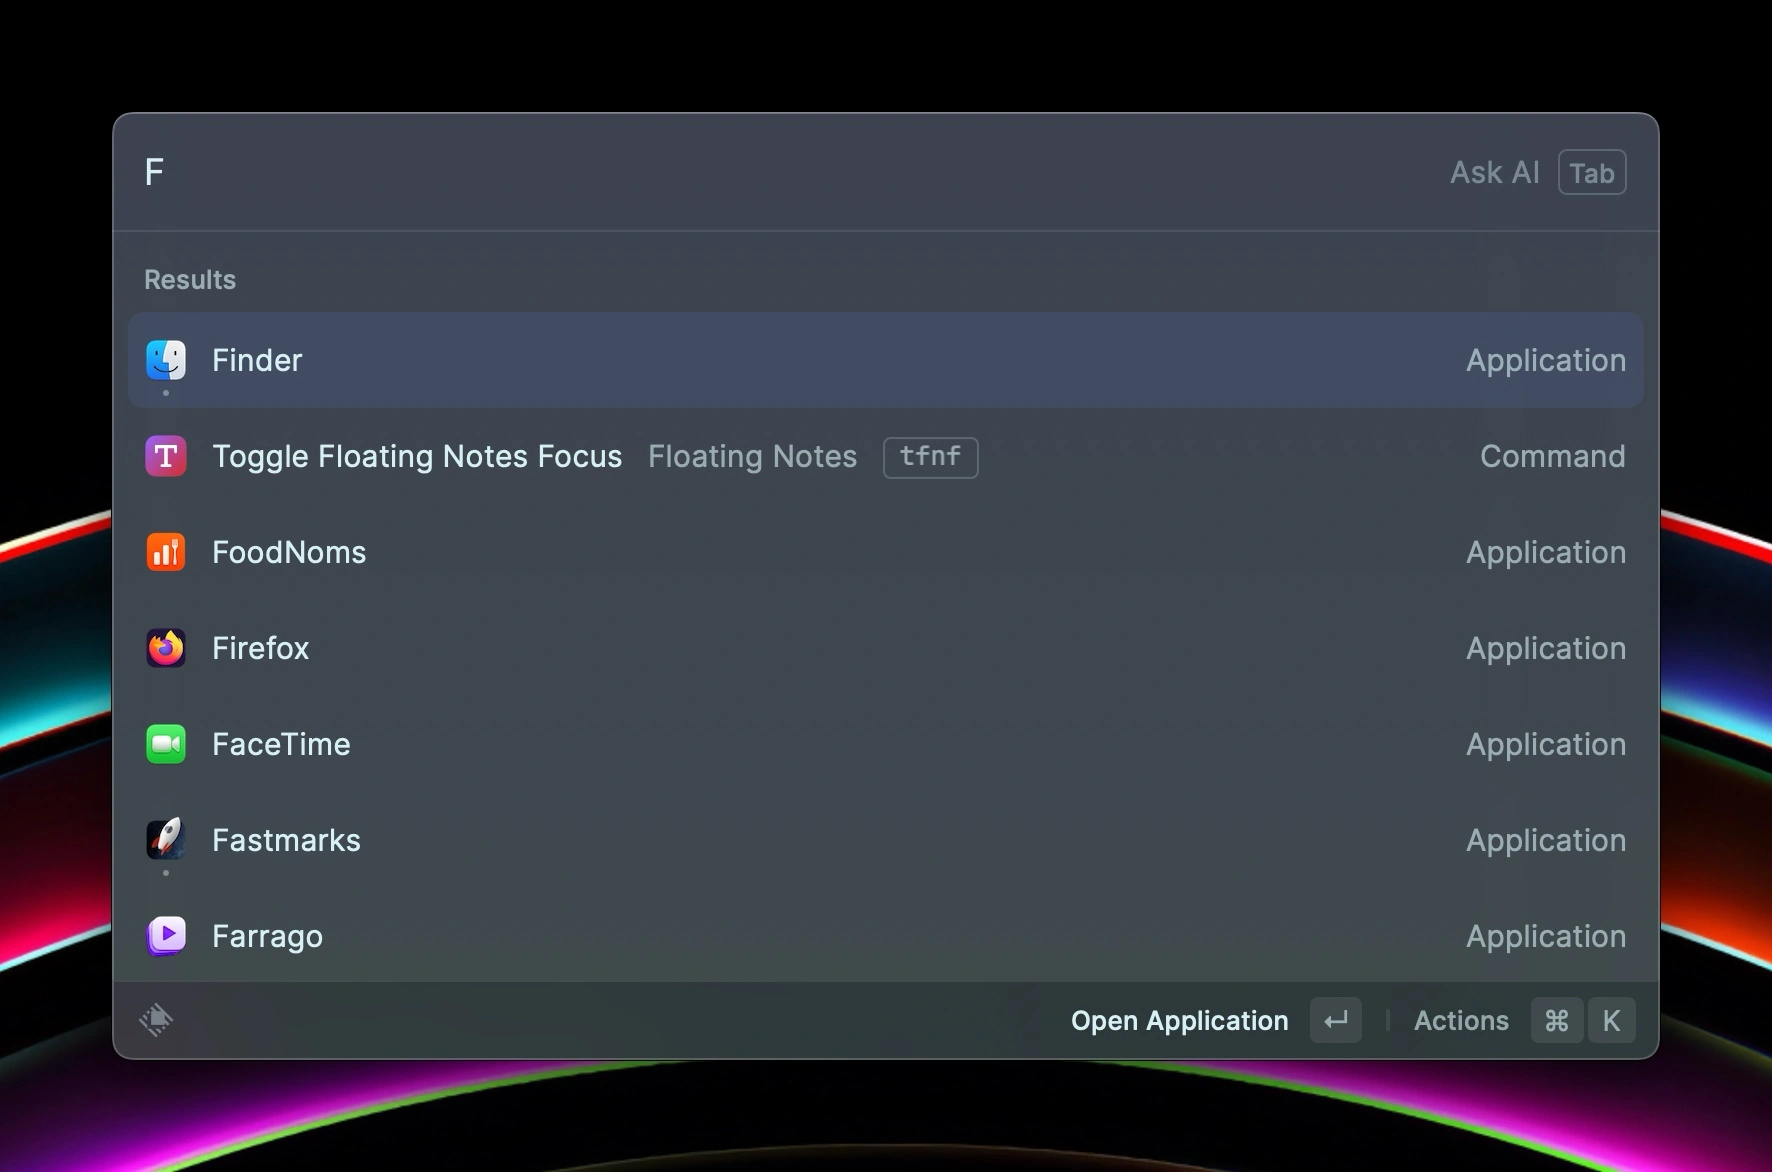 F Ask AI Tab
Results
Finder Application
Toggle Floating Notes Focus Floating Notes tfnf Command
FoodNoms Application
Firefox Application
FaceTime Application
Fastmarks Application
Farrago Application
Open Application ↵ Actions ⌘ K